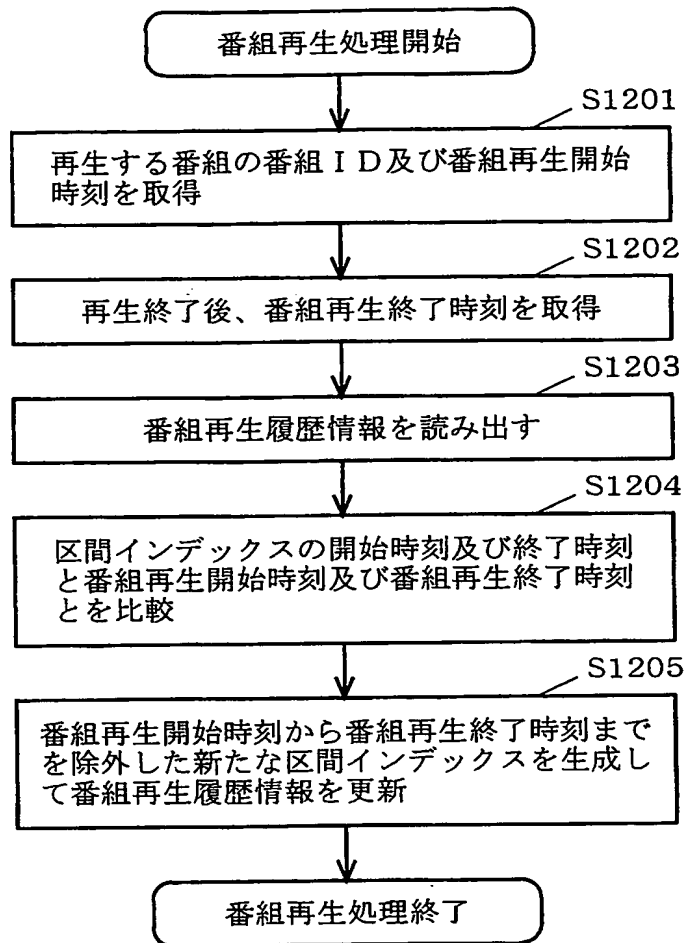 番組再生処理開始
S1201
再生する番組の番組ＩＤ及び番組再生開始
時刻を取得
S1202
再生終了後、番組再生終了時刻を取得
S1203
番組再生履歴情報を読み出す
S1204
区間インデックスの開始時刻及び終了時刻
と番組再生開始時刻及び番組再生終了時刻
とを比較
S1205
番組再生開始時刻から番組再生終了時刻まで
を除外した新たな区間インデックスを生成し
て番組再生履歴情報を更新
番組再生処理終了